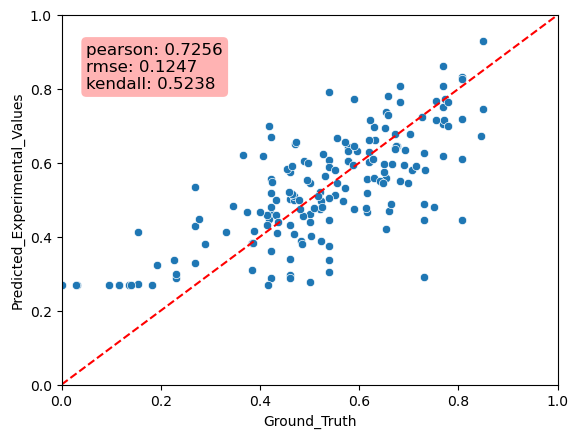 pearson: 0.7256
rmse: 0.1247
kendall: 0.5238
Predicted_Experimental_Values
1.0
0.8
0.6
0.4
0.2
0.0
0.0 0.2 0.4 0.6 0.8 1.0
Ground_Truth